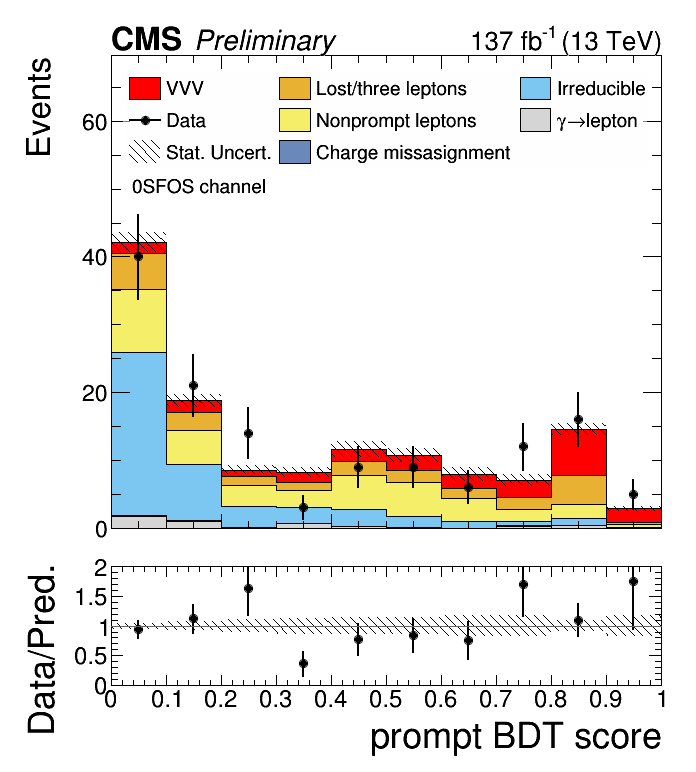 CMS Preliminary 137 fb-1 (13 TeV)
Events
VVV Lost/three leptons Irreducible
Data Nonprompt leptons γ→lepton
Stat. Uncert. Charge missasignment
0SFOS channel
60
40
20
0
Data/Pred.
2
1.5
1
0.5
0
0 0.1 0.2 0.3 0.4 0.5 0.6 0.7 0.8 0.9 1
prompt BDT score